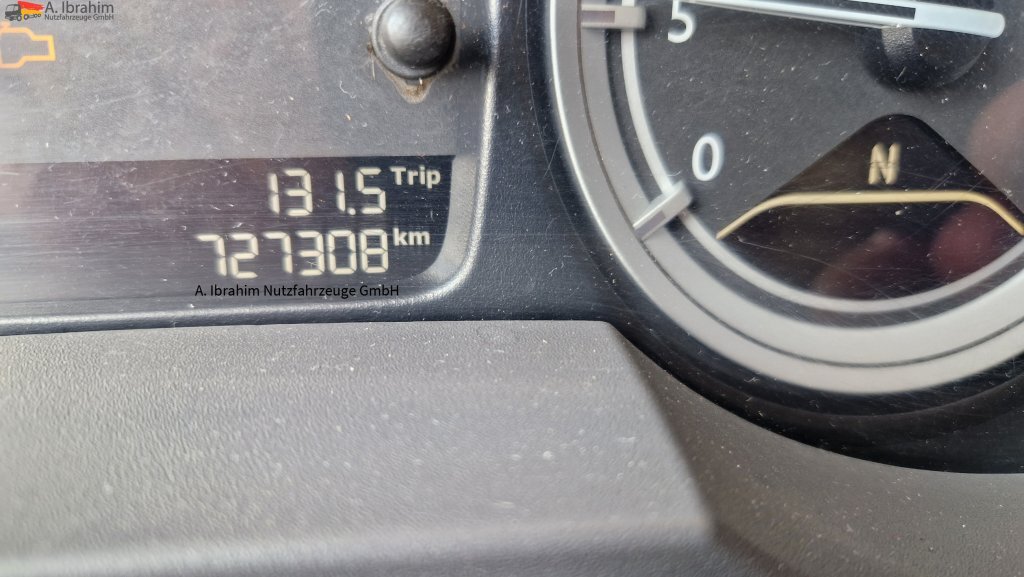 A. Ibrahim
Nutzfahrzeuge GmbH
5
0
N
131.5 Trip
727308 km
A. Ibrahim Nutzfahrzeuge GmbH